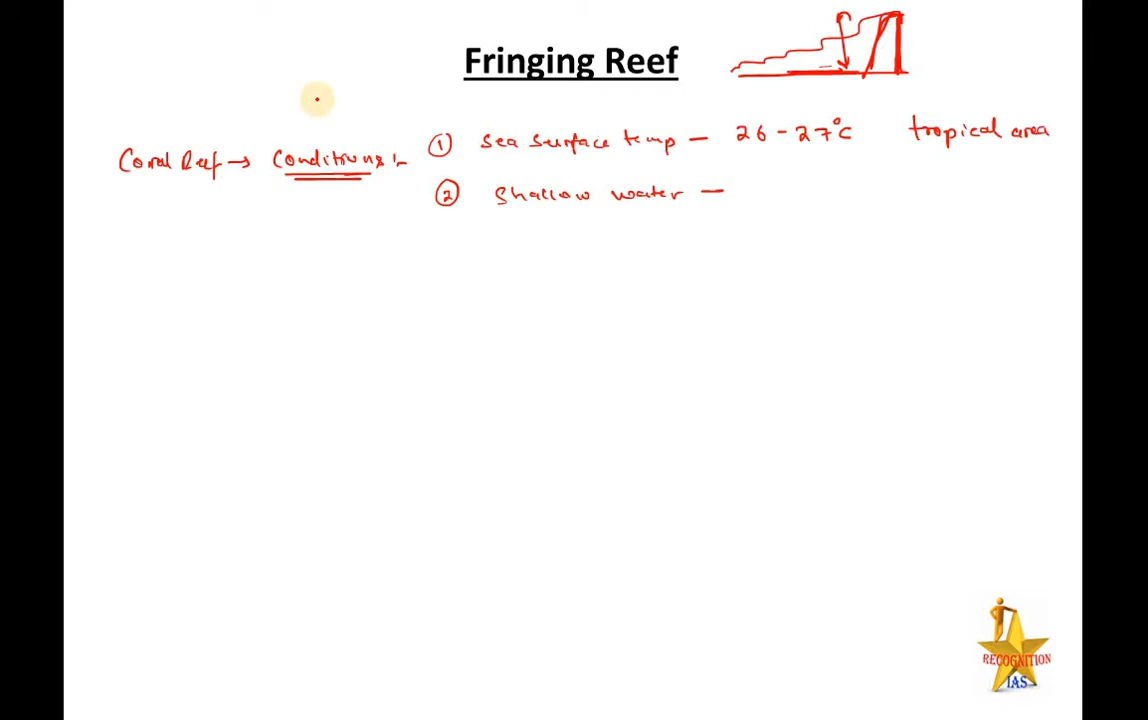 Fringing Reef
Coral Reef → Conditions :-
① Sea surface temp — 26 - 27°C tropical area
② Shallow water —
RECOGNITION
IAS